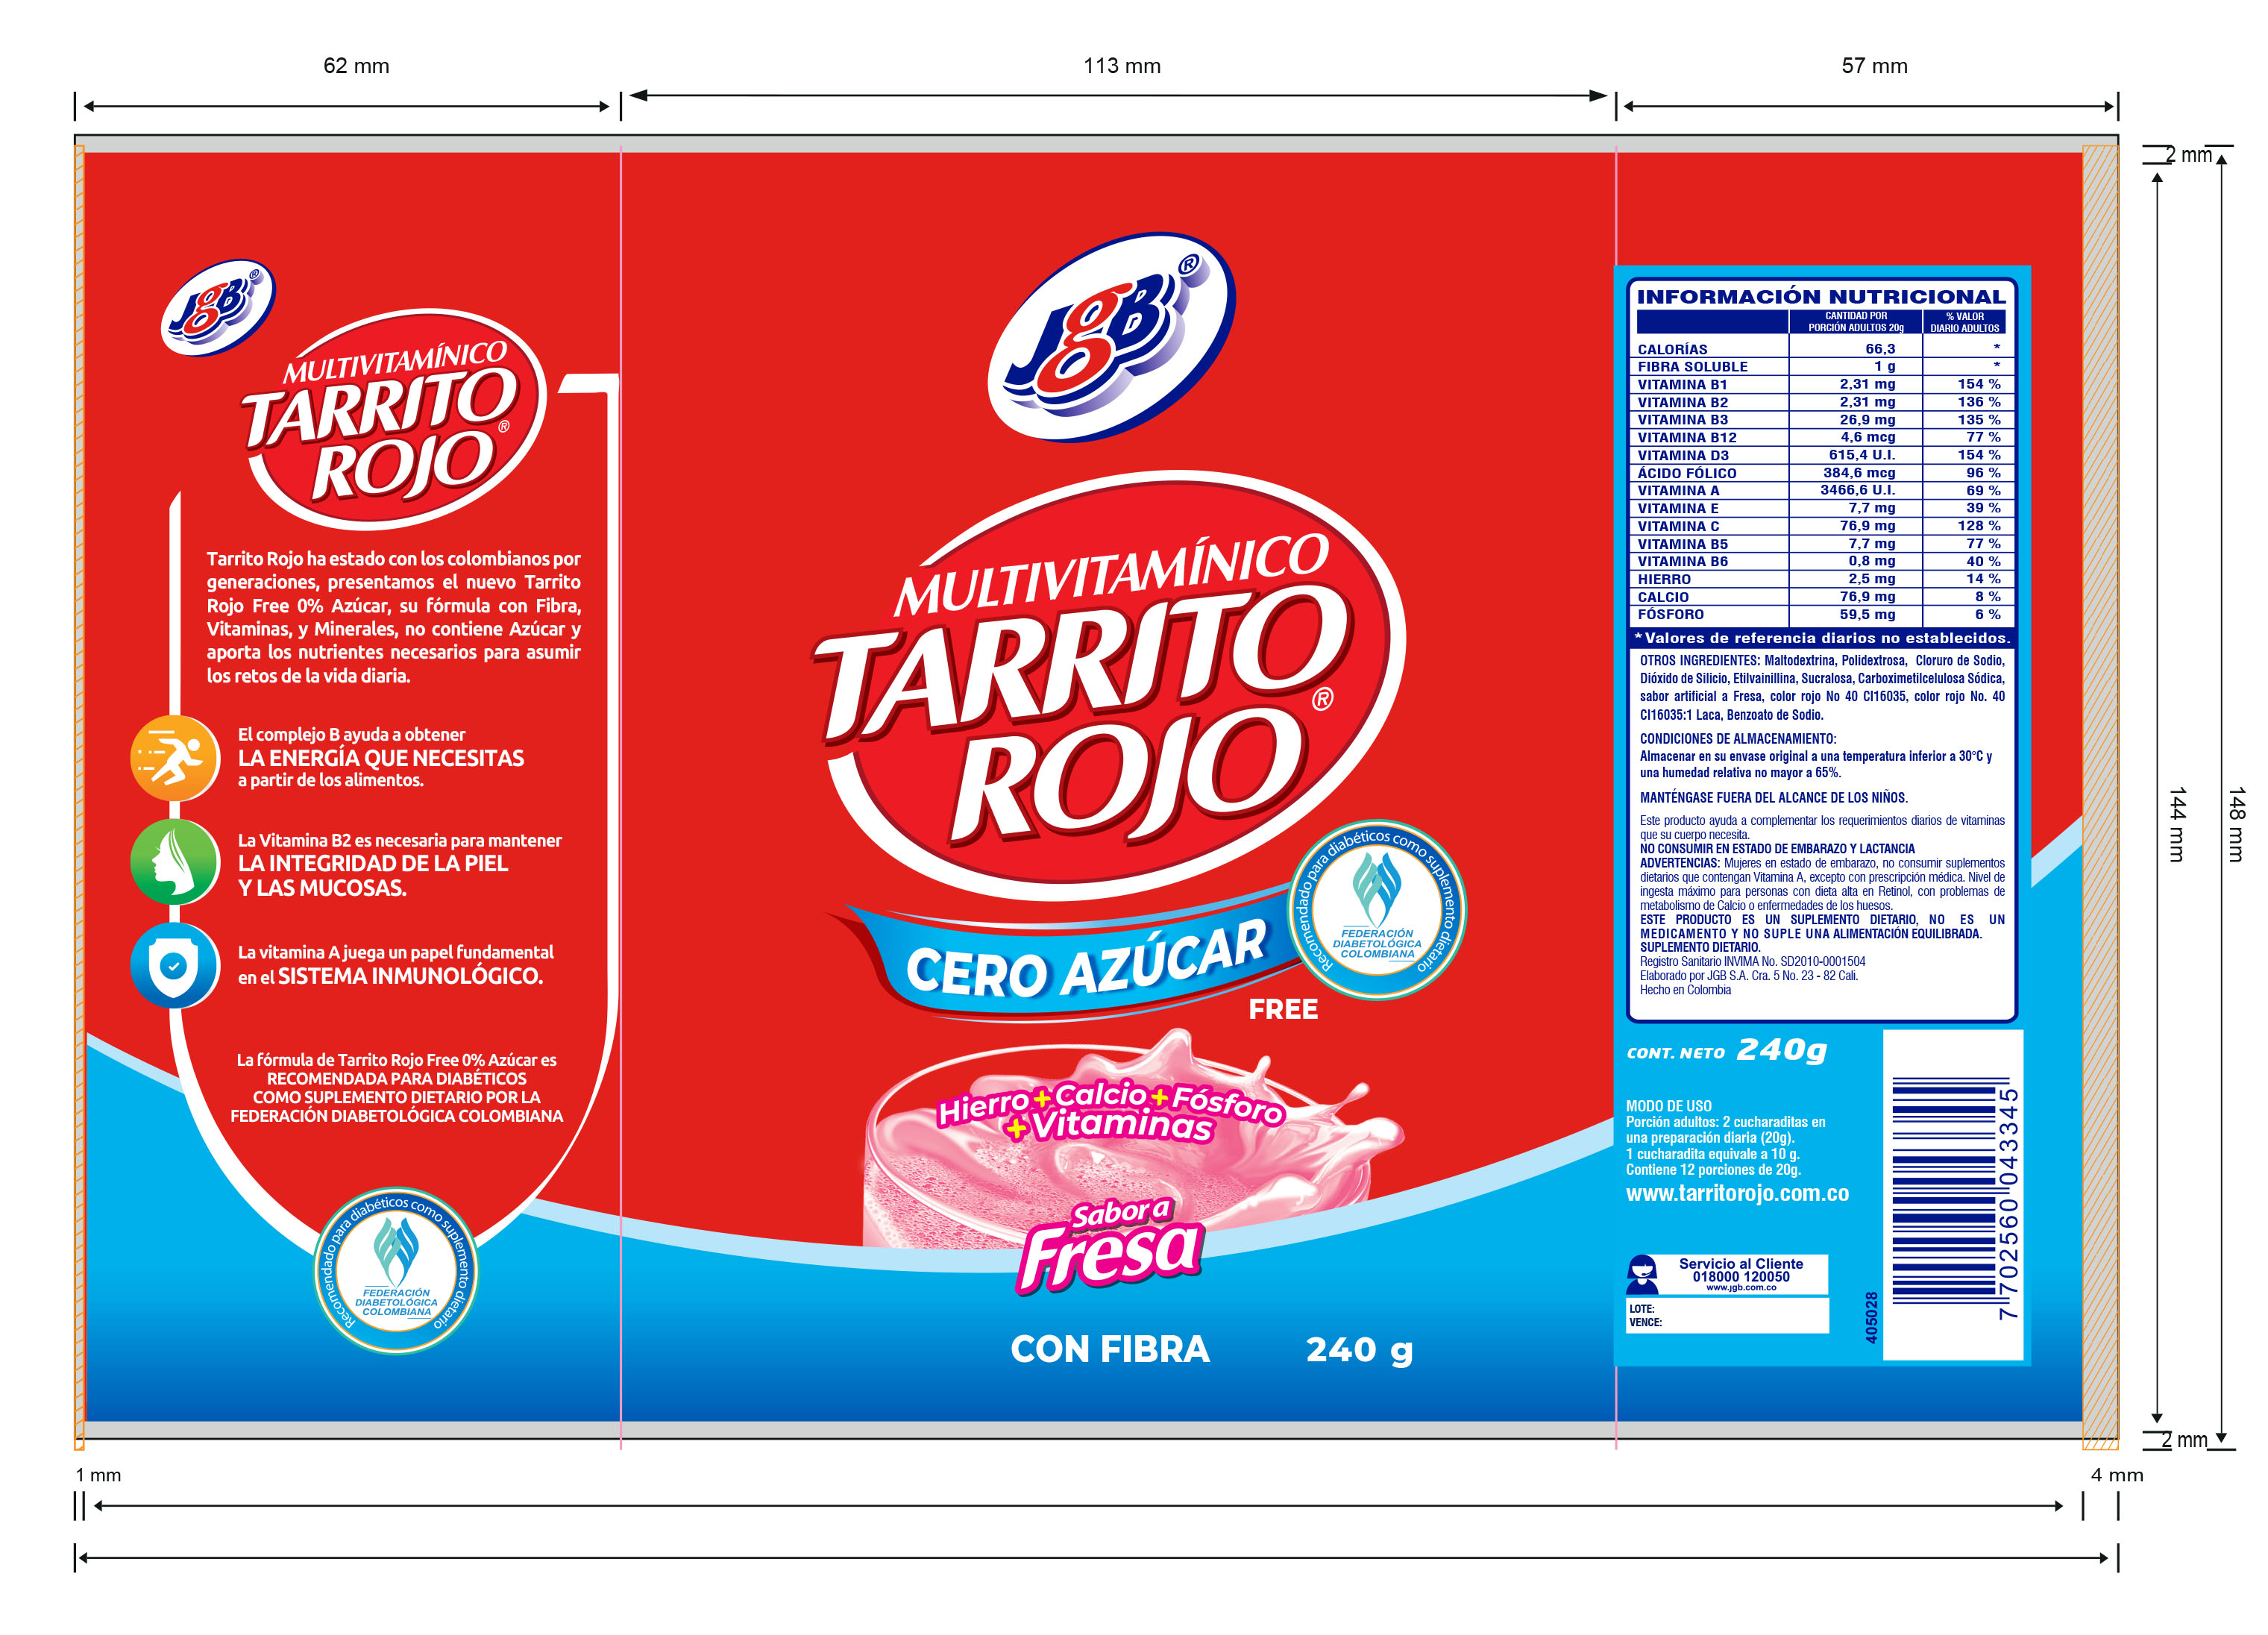 62 mm
113 mm
57 mm
2 mm
144 mm
148 mm
2 mm
1 mm
4 mm
JgB®
MULTIVITAMÍNICO
TARRITO
ROJO®
Tarrito Rojo ha estado con los colombianos por
generaciones, presentamos el nuevo Tarrito
Rojo Free 0% Azúcar, su fórmula con Fibra,
Vitaminas, y Minerales, no contiene Azúcar y
aporta los nutrientes necesarios para asumir
los retos de la vida diaria.
El complejo B ayuda a obtener
LA ENERGÍA QUE NECESITAS
a partir de los alimentos.
La Vitamina B2 es necesaria para mantener
LA INTEGRIDAD DE LA PIEL
Y LAS MUCOSAS.
La vitamina A juega un papel fundamental
en el SISTEMA INMUNOLÓGICO.
La fórmula de Tarrito Rojo Free 0% Azúcar es
RECOMENDADA PARA DIABÉTICOS
COMO SUPLEMENTO DIETARIO POR LA
FEDERACIÓN DIABETOLÓGICA COLOMBIANA
Recomendado para diabéticos como suplemento dietario
FEDERACIÓN
DIABETOLÓGICA
COLOMBIANA
JgB®
MULTIVITAMÍNICO
TARRITO
ROJO®
Recomendado para diabéticos como suplemento dietario
FEDERACIÓN
DIABETOLÓGICA
COLOMBIANA
CERO AZÚCAR
FREE
Hierro+Calcio+Fósforo
+Vitaminas
Sabor a
Fresa
CON FIBRA 240 g
INFORMACIÓN NUTRICIONAL
CANTIDAD POR PORCIÓN ADULTOS 20g % VALOR DIARIO ADULTOS
CALORÍAS 66,3 *
FIBRA SOLUBLE 1 g *
VITAMINA B1 2,31 mg 154 %
VITAMINA B2 2,31 mg 136 %
VITAMINA B3 26,9 mg 135 %
VITAMINA B12 4,6 mcg 77 %
VITAMINA D3 615,4 U.I. 154 %
ÁCIDO FÓLICO 384,6 mcg 96 %
VITAMINA A 3466,6 U.I. 69 %
VITAMINA E 7,7 mg 39 %
VITAMINA C 76,9 mg 128 %
VITAMINA B5 7,7 mg 77 %
VITAMINA B6 0,8 mg 40 %
HIERRO 2,5 mg 14 %
CALCIO 76,9 mg 8 %
FÓSFORO 59,5 mg 6 %
* Valores de referencia diarios no establecidos.
OTROS INGREDIENTES: Maltodextrina, Polidextrosa, Cloruro de Sodio,
Dióxido de Silicio, Etilvainillina, Sucralosa, Carboximetilcelulosa Sódica,
sabor artificial a Fresa, color rojo No 40 CI16035, color rojo No. 40
CI16035:1 Laca, Benzoato de Sodio.
CONDICIONES DE ALMACENAMIENTO:
Almacenar en su envase original a una temperatura inferior a 30°C y
una humedad relativa no mayor a 65%.
MANTÉNGASE FUERA DEL ALCANCE DE LOS NIÑOS.
Este producto ayuda a complementar los requerimientos diarios de vitaminas
que su cuerpo necesita.
NO CONSUMIR EN ESTADO DE EMBARAZO Y LACTANCIA
ADVERTENCIAS: Mujeres en estado de embarazo, no consumir suplementos
dietarios que contengan Vitamina A, excepto con prescripción médica. Nivel de
ingesta máximo para personas con dieta alta en Retinol, con problemas de
metabolismo de Calcio o enfermedades de los huesos.
ESTE PRODUCTO ES UN SUPLEMENTO DIETARIO, NO ES UN
MEDICAMENTO Y NO SUPLE UNA ALIMENTACIÓN EQUILIBRADA.
SUPLEMENTO DIETARIO.
Registro Sanitario INVIMA No. SD2010-0001504
Elaborado por JGB S.A. Cra. 5 No. 23 - 82 Cali.
Hecho en Colombia
CONT. NETO 240g
MODO DE USO
Porción adultos: 2 cucharaditas en
una preparación diaria (20g).
1 cucharadita equivale a 10 g.
Contiene 12 porciones de 20g.
www.tarritorojo.com.co
Servicio al Cliente
018000 120050
www.jgb.com.co
LOTE:
VENCE:
405028
7 702560 043345